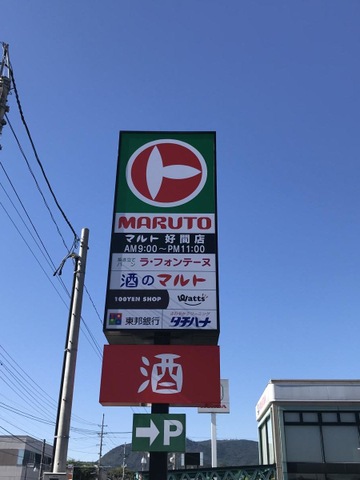 MARUTO
マルト 好間店
AM9:00～PM11:00
ラ・フォンテーヌ
酒のマルト
100YEN SHOP Watts
東邦銀行 タチハナ
酒
→P